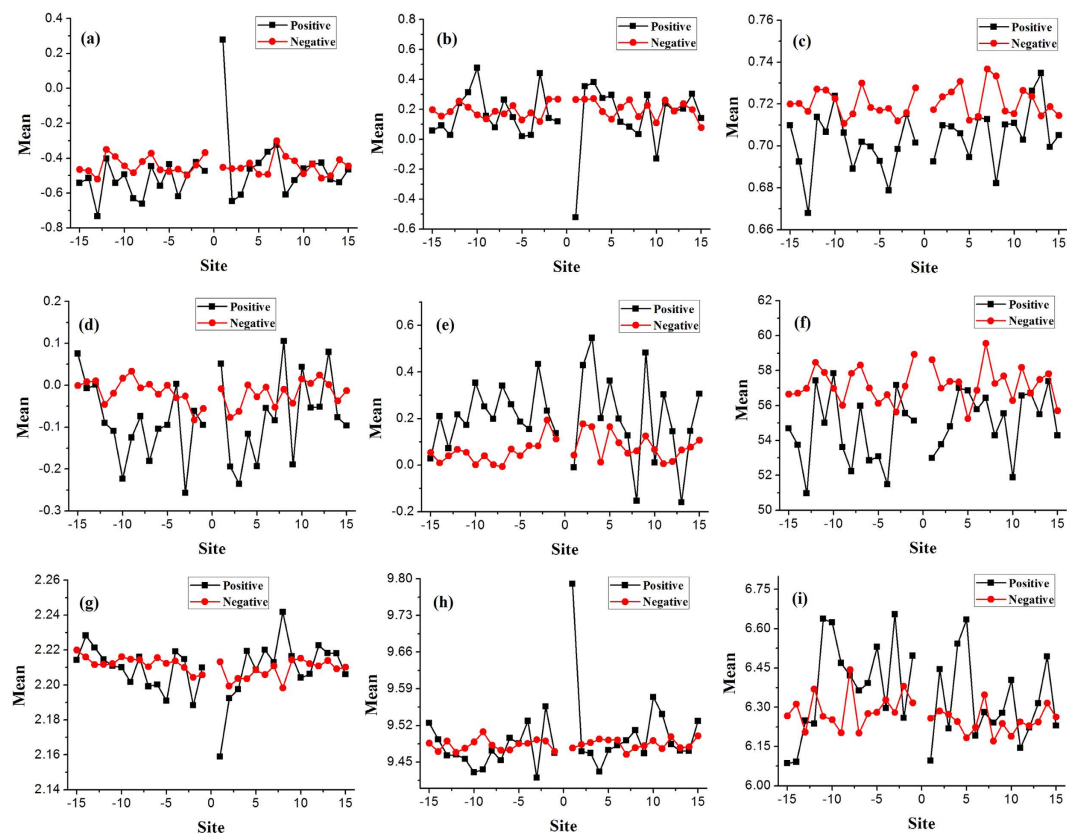 (a)
Positive
Negative
0.4
0.2
0.0
-0.2
-0.4
-0.6
-0.8
Mean
-15 -10 -5 0 5 10 15
Site
(b)
Positive
Negative
0.8
0.6
0.4
0.2
0.0
-0.2
-0.4
-0.6
Mean
-15 -10 -5 0 5 10 15
Site
(c)
Positive
Negative
0.76
0.74
0.72
0.70
0.68
0.66
Mean
-15 -10 -5 0 5 10 15
Site
(d)
Positive
Negative
0.2
0.1
0.0
-0.1
-0.2
-0.3
Mean
-15 -10 -5 0 5 10 15
Site
(e)
Positive
Negative
0.6
0.4
0.2
0.0
-0.2
Mean
-15 -10 -5 0 5 10 15
Site
(f)
Positive
Negative
62
60
58
56
54
52
50
Mean
-15 -10 -5 0 5 10 15
Site
(g)
Positive
Negative
2.26
2.24
2.22
2.20
2.18
2.16
2.14
Mean
-15 -10 -5 0 5 10 15
Site
(h)
Positive
Negative
9.80
9.73
9.66
9.59
9.52
9.45
Mean
-15 -10 -5 0 5 10 15
Site
(i)
Positive
Negative
6.75
6.60
6.45
6.30
6.15
6.00
Mean
-15 -10 -5 0 5 10 15
Site